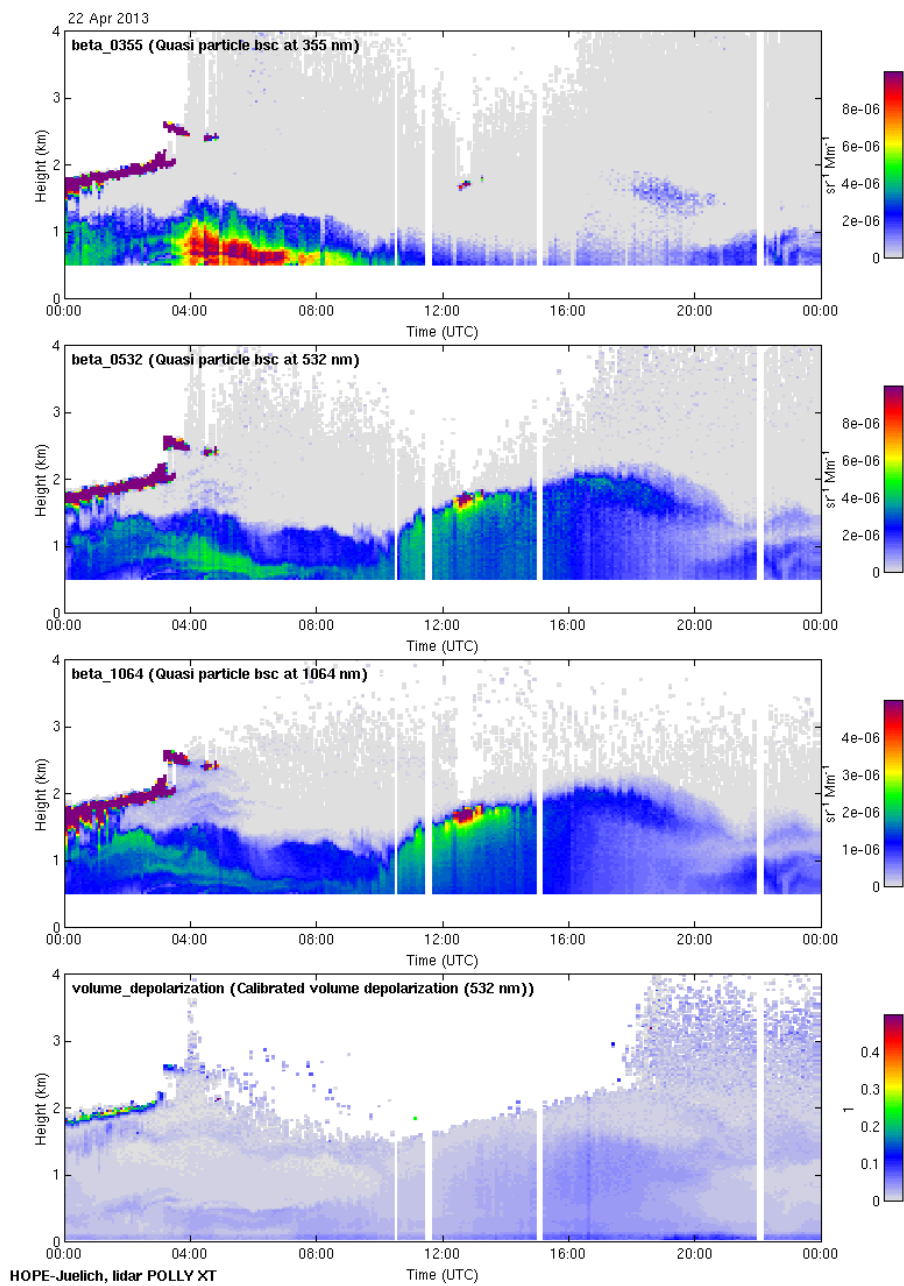 22 Apr 2013
beta_0355 (Quasi particle bsc at 355 nm)
4
3
2
1
0
Height (km)
00:00 04:00 08:00 12:00 16:00 20:00 00:00
Time (UTC)
8e-06
6e-06
4e-06
2e-06
0
sr⁻¹ Mm⁻¹
beta_0532 (Quasi particle bsc at 532 nm)
4
3
2
1
0
Height (km)
00:00 04:00 08:00 12:00 16:00 20:00 00:00
Time (UTC)
8e-06
6e-06
4e-06
2e-06
0
sr⁻¹ Mm⁻¹
beta_1064 (Quasi particle bsc at 1064 nm)
4
3
2
1
0
Height (km)
00:00 04:00 08:00 12:00 16:00 20:00 00:00
Time (UTC)
4e-06
3e-06
2e-06
1e-06
0
sr⁻¹ Mm⁻¹
volume_depolarization (Calibrated volume depolarization (532 nm))
4
3
2
1
0
Height (km)
00:00 04:00 08:00 12:00 16:00 20:00 00:00
Time (UTC)
0.4
0.3
0.2
0.1
0
1
HOPE-Juelich, lidar POLLY XT